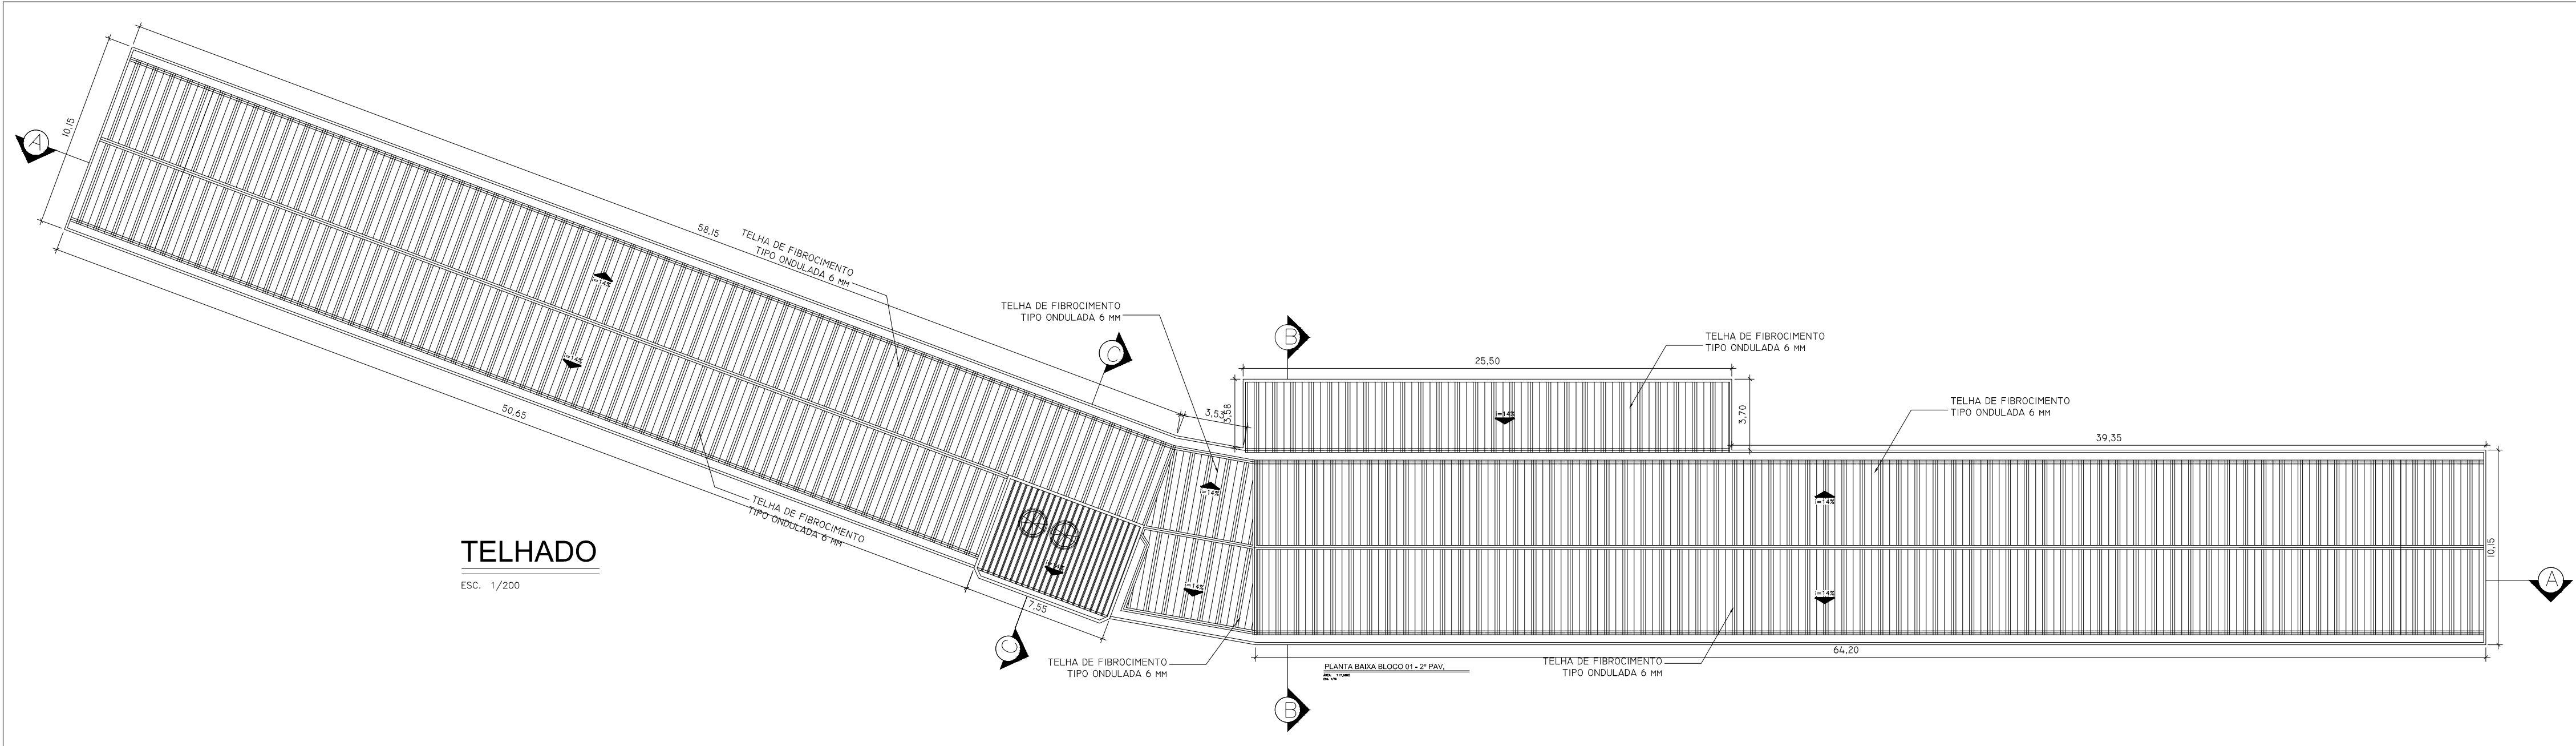 10,15
A
58,15
TELHA DE FIBROCIMENTO
TIPO ONDULADA 6 MM
i=14%
i=14%
50,65
TELHA DE FIBROCIMENTO
TIPO ONDULADA 6 MM
TELHADO
ESC. 1/200
C
TELHA DE FIBROCIMENTO
TIPO ONDULADA 6 MM
3,53
3,58
B
25,50
TELHA DE FIBROCIMENTO
TIPO ONDULADA 6 MM
i=14%
3,70
TELHA DE FIBROCIMENTO
TIPO ONDULADA 6 MM
39,35
i=14%
i=14%
i=14%
i=14%
i=14%
10,15
A
7,55
C
TELHA DE FIBROCIMENTO
TIPO ONDULADA 6 MM
PLANTA BAIXA BLOCO 01 - 2º PAV.
TELHA DE FIBROCIMENTO
TIPO ONDULADA 6 MM
64,20
B